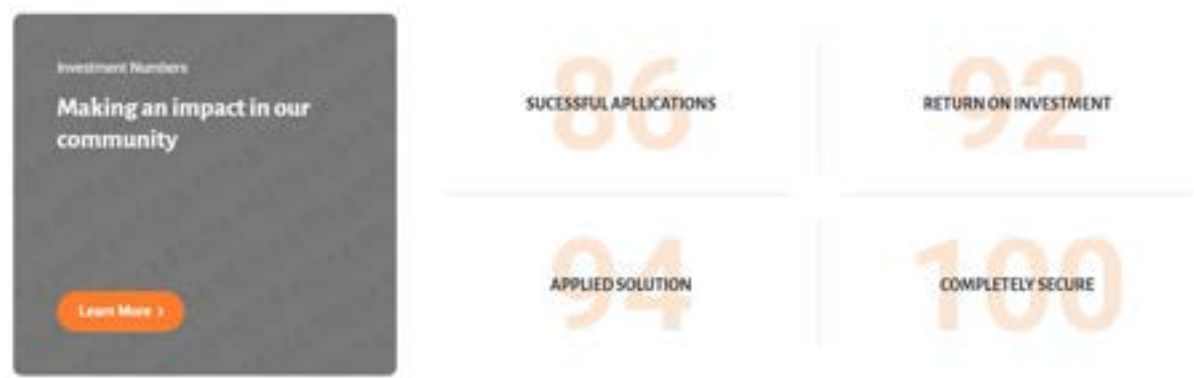 Investment Numbers
Making an impact in our
community
Learn More ›
86
SUCESSFUL APLLICATIONS
92
RETURN ON INVESTMENT
94
APPLIED SOLUTION
100
COMPLETELY SECURE